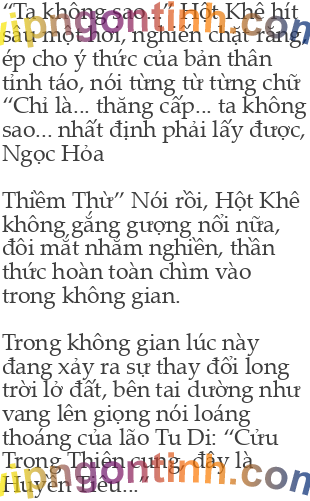 “Ta không sao...” Hột Khê hít
sâu một hơi, nghiến chặt răng
ép cho ý thức của bản thân
tỉnh táo, nói từng từ từng chữ
“Chỉ là... thăng cấp... ta không
sao... nhất định phải lấy được,
Ngọc Hỏa
Thiềm Thừ” Nói rồi, Hột Khê
không gắng gượng nổi nữa,
đôi mắt nhắm nghiền, thần
thức hoàn toàn chìm vào
trong không gian.
Trong không gian lúc này
đang xảy ra sự thay đổi long
trời lở đất, bên tai dường như
vang lên giọng nói loáng
thoáng của lão Tu Di: “Cửu
Trọng Thiên cung, đây là
Huyền Tiêu...”
vipngontinh.com
vipngontinh.com